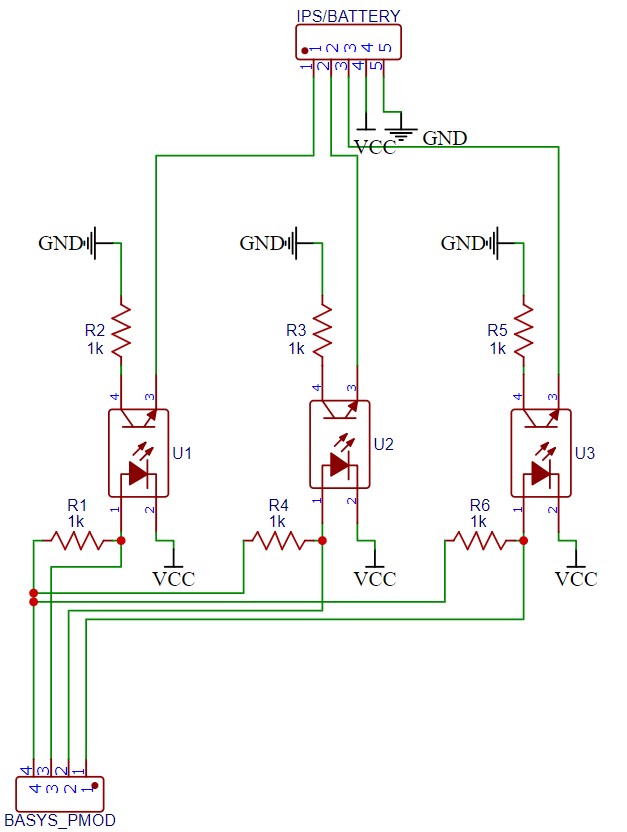 IPS/BATTERY
1 2 3 4 5
1 2 3 4 5
VCC
GND
GND
GND
GND
R2
1k
R3
1k
R5
1k
4 3
4 3
4 3
U1
U2
U3
1 2
1 2
1 2
R1
1k
R4
1k
R6
1k
VCC
VCC
VCC
4 3 2 1
4 3 2 1
BASYS_PMOD